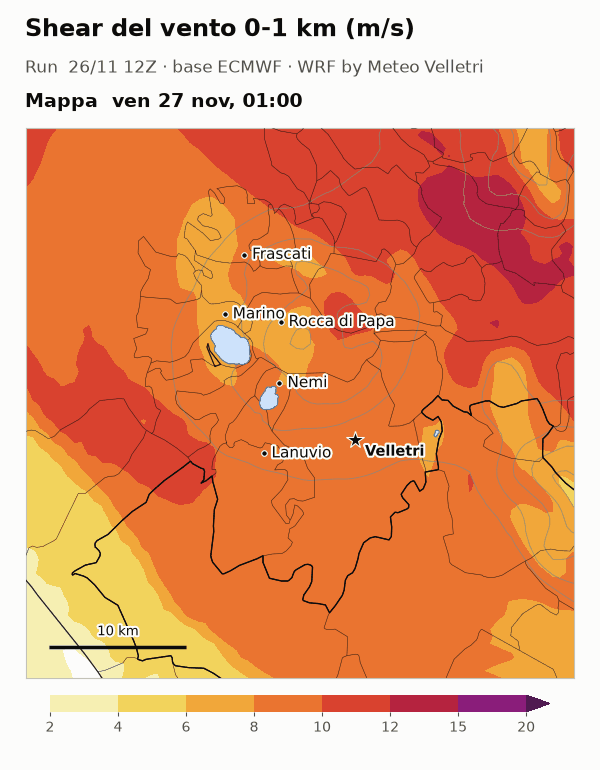 Shear del vento 0-1 km (m/s)
Run  26/11 12Z · base ECMWF · WRF by Meteo Velletri
Mappa  ven 27 nov, 01:00
Frascati
Marino
Rocca di Papa
Nemi
Velletri
Lanuvio
10 km
2 4 6 8 10 12 15 20